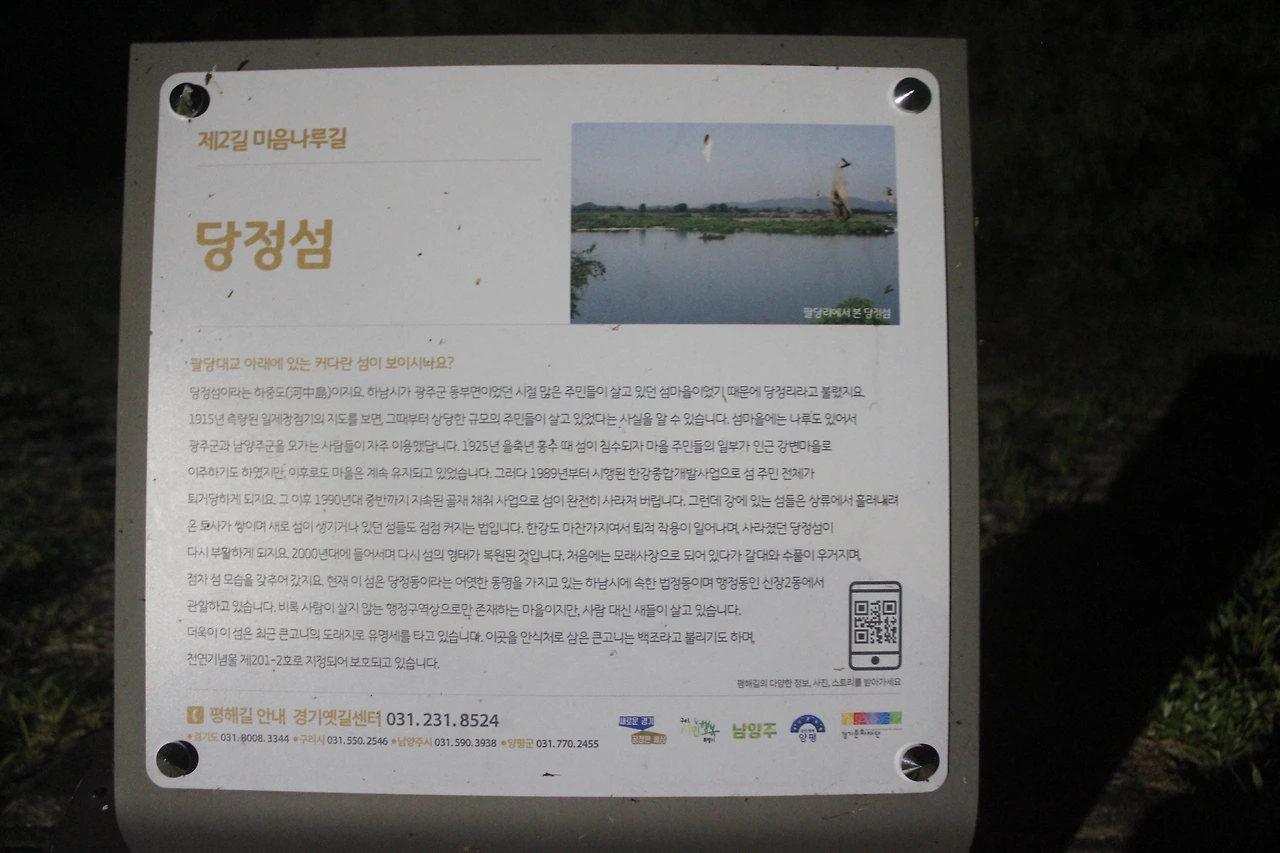 제2길 미음나루길
당정섬
팔당리에서 본 당정섬
팔당대교 아래에 있는 커다란 섬이 보이시나요?
당정섬이라는 하중도(河中島)이지요. 하남시가 광주군 동부면이었던 시절 많은 주민들이 살고 있던 섬마을이었기 때문에 당정리라고 불렸지요.
1915년 측량된 일제강점기의 지도를 보면, 그때부터 상당한 규모의 주민들이 살고 있었다는 사실을 알 수 있습니다. 섬마을에는 나루도 있어서
광주군과 남양주군을 오가는 사람들이 자주 이용했답니다. 1925년 을축년 홍수 때 섬이 침수되자 마을 주민들의 일부가 인근 강변마을로
이주하기도 하였지만, 이후로도 마을은 계속 유지되고 있었습니다. 그러다 1989년부터 시행된 한강종합개발사업으로 섬 주민 전체가
퇴거당하게 되지요. 그 이후 1990년대 중반까지 지속된 골재 채취 사업으로 섬이 완전히 사라져 버립니다. 그런데 강에 있는 섬들은 상류에서 흘러내려
온 토사가 쌓이며 새로 섬이 생기거나 있던 섬들도 점점 커지는 법입니다. 한강도 마찬가지여서 퇴적 작용이 일어나며, 사라졌던 당정섬이
다시 부활하게 되지요. 2000년대에 들어서며 다시 섬의 형태가 복원된 것입니다. 처음에는 모래사장으로 되어 있다가 갈대와 수풀이 우거지며,
점차 섬 모습을 갖추어 갔지요. 현재 이 섬은 당정동이라는 어엿한 동명을 가지고 있는 하남시에 속한 법정동이며 행정동인 신장2동에서
관할하고 있습니다. 비록 사람이 살지 않는 행정구역상으로만 존재하는 마을이지만, 사람 대신 새들이 살고 있습니다.
더욱이 이 섬은 최근 큰고니의 도래지로 유명세를 타고 있습니다. 이곳을 안식처로 삼은 큰고니는 백조라고 불리기도 하며,
천연기념물 제201-2호로 지정되어 보호되고 있습니다.
평해길의 다양한 정보, 사진, 스토리를 받아가세요
평해길 안내 경기옛길센터 031.231.8524
•경기도 031.8008.3344 •구리시 031.550.2546 •남양주시 031.590.3938 •양평군 031.770.2455
새로운 경기
공정한 세상
구리
남양주
양평
경기문화재단